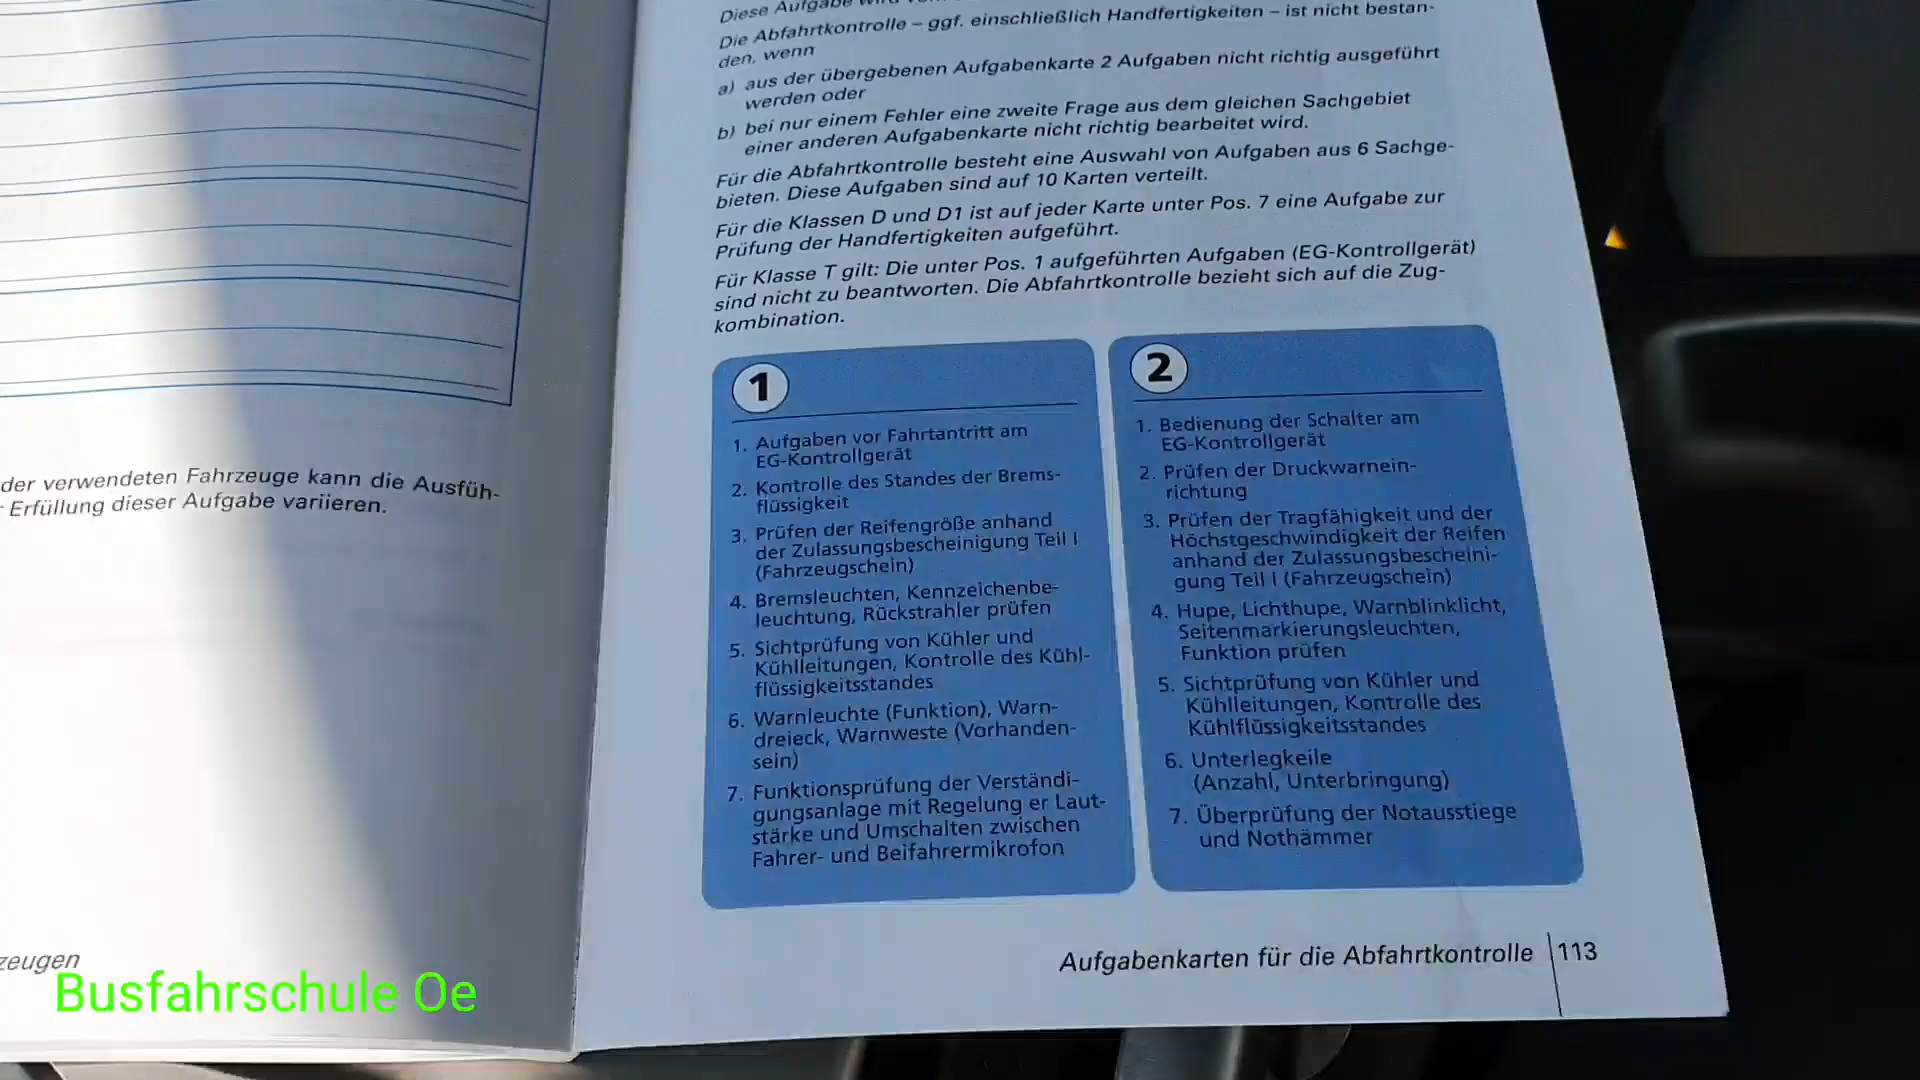 der verwendeten Fahrzeuge kann die Ausfüh-
Erfüllung dieser Aufgabe variieren.
zeugen
Diese Aufgabe wird
Die Abfahrtkontrolle – ggf. einschließlich Handfertigkeiten – ist nicht bestan-
den, wenn
a) aus der übergebenen Aufgabenkarte 2 Aufgaben nicht richtig ausgeführt
werden oder
b) bei nur einem Fehler eine zweite Frage aus dem gleichen Sachgebiet
einer anderen Aufgabenkarte nicht richtig bearbeitet wird.
Für die Abfahrtkontrolle besteht eine Auswahl von Aufgaben aus 6 Sachge-
bieten. Diese Aufgaben sind auf 10 Karten verteilt.
Für die Klassen D und D1 ist auf jeder Karte unter Pos. 7 eine Aufgabe zur
Prüfung der Handfertigkeiten aufgeführt.
Für Klasse T gilt: Die unter Pos. 1 aufgeführten Aufgaben (EG-Kontrollgerät)
sind nicht zu beantworten. Die Abfahrtkontrolle bezieht sich auf die Zug-
kombination.
1
1. Aufgaben vor Fahrtantritt am
EG-Kontrollgerät
2. Kontrolle des Standes der Brems-
flüssigkeit
3. Prüfen der Reifengröße anhand
der Zulassungsbescheinigung Teil I
(Fahrzeugschein)
4. Bremsleuchten, Kennzeichenbe-
leuchtung, Rückstrahler prüfen
5. Sichtprüfung von Kühler und
Kühlleitungen, Kontrolle des Kühl-
flüssigkeitsstandes
6. Warnleuchte (Funktion), Warn-
dreieck, Warnweste (Vorhanden-
sein)
7. Funktionsprüfung der Verständi-
gungsanlage mit Regelung er Laut-
stärke und Umschalten zwischen
Fahrer- und Beifahrermikrofon
2
1. Bedienung der Schalter am
EG-Kontrollgerät
2. Prüfen der Druckwarnein-
richtung
3. Prüfen der Tragfähigkeit und der
Höchstgeschwindigkeit der Reifen
anhand der Zulassungsbescheini-
gung Teil I (Fahrzeugschein)
4. Hupe, Lichthupe, Warnblinklicht,
Seitenmarkierungsleuchten,
Funktion prüfen
5. Sichtprüfung von Kühler und
Kühlleitungen, Kontrolle des
Kühlflüssigkeitsstandes
6. Unterlegkeile
(Anzahl, Unterbringung)
7. Überprüfung der Notausstiege
und Nothämmer
Aufgabenkarten für die Abfahrtkontrolle 113
Busfahrschule Oe